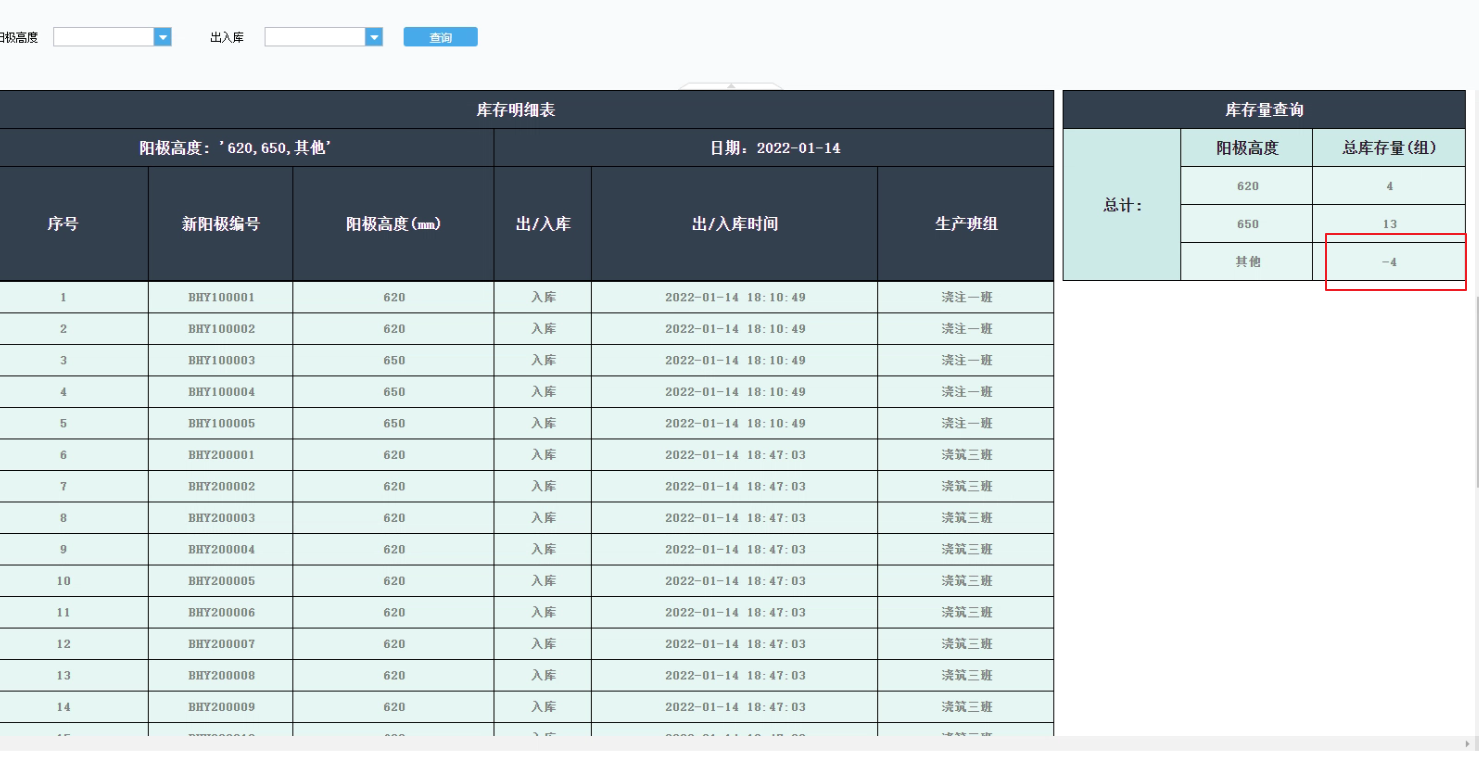 阳极高度 出入库 查询
库存明细表
阳极高度: '620,650,其他' 日期: 2022-01-14
序号 新阳极编号 阳极高度(mm) 出/入库 出/入库时间 生产班组
1 BHY100001 620 入库 2022-01-14 18:10:49 浇注一班
2 BHY100002 620 入库 2022-01-14 18:10:49 浇注一班
3 BHY100003 650 入库 2022-01-14 18:10:49 浇注一班
4 BHY100004 650 入库 2022-01-14 18:10:49 浇注一班
5 BHY100005 650 入库 2022-01-14 18:10:49 浇注一班
6 BHY200001 620 入库 2022-01-14 18:47:03 浇筑三班
7 BHY200002 620 入库 2022-01-14 18:47:03 浇筑三班
8 BHY200003 620 入库 2022-01-14 18:47:03 浇筑三班
9 BHY200004 620 入库 2022-01-14 18:47:03 浇筑三班
10 BHY200005 620 入库 2022-01-14 18:47:03 浇筑三班
11 BHY200006 620 入库 2022-01-14 18:47:03 浇筑三班
12 BHY200007 620 入库 2022-01-14 18:47:03 浇筑三班
13 BHY200008 620 入库 2022-01-14 18:47:03 浇筑三班
14 BHY200009 620 入库 2022-01-14 18:47:03 浇筑三班
库存量查询
总计:
阳极高度 总库存量(组)
620 4
650 13
其他 -4